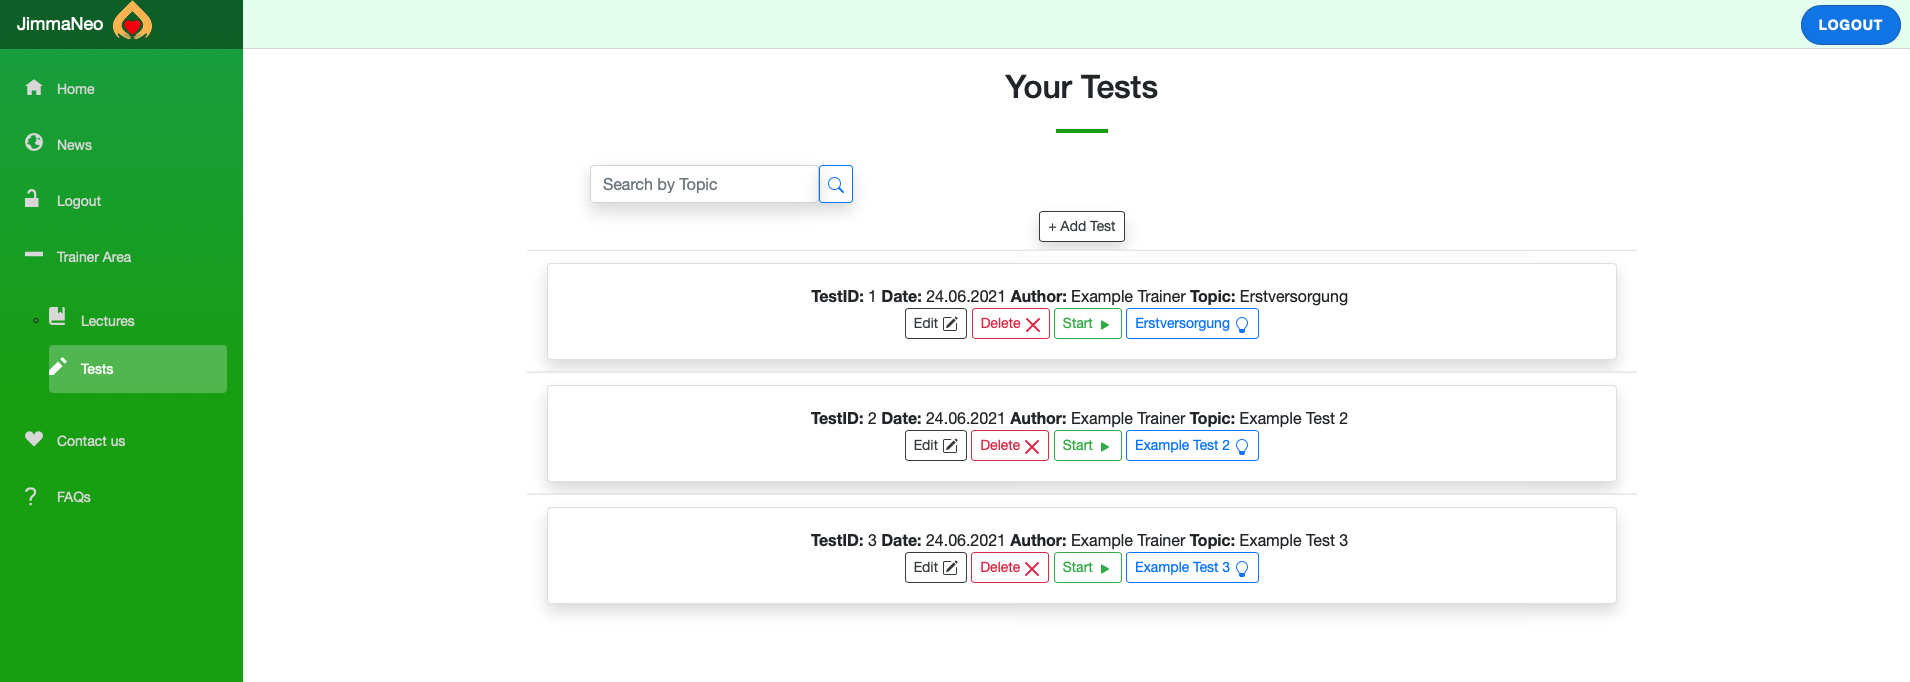 JimmaNeo
LOGOUT
Home
News
Logout
Trainer Area
Lectures
Tests
Contact us
FAQs
Your Tests
Search by Topic
+ Add Test
TestID: 1 Date: 24.06.2021 Author: Example Trainer Topic: Erstversorgung
Edit Delete Start Erstversorgung
TestID: 2 Date: 24.06.2021 Author: Example Trainer Topic: Example Test 2
Edit Delete Start Example Test 2
TestID: 3 Date: 24.06.2021 Author: Example Trainer Topic: Example Test 3
Edit Delete Start Example Test 3